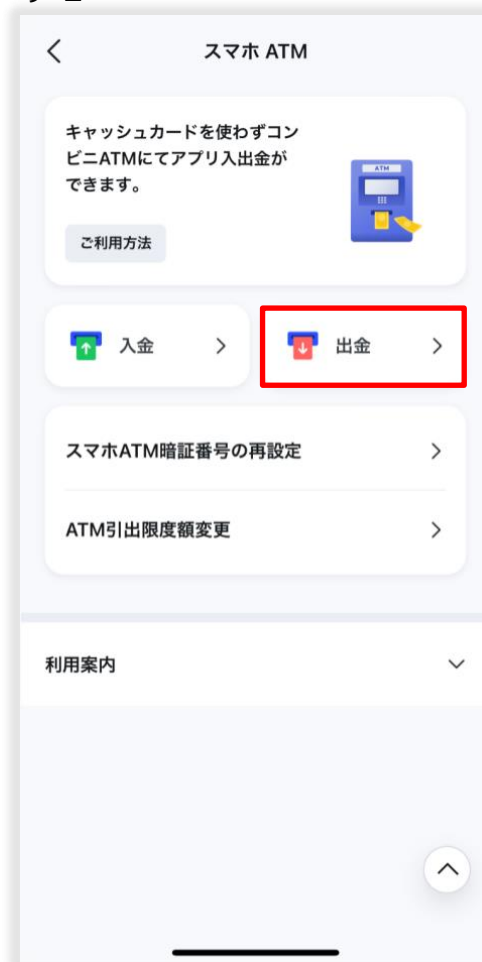 スマホ ATM
キャッシュカードを使わずコン
ビニATMにてアプリ入出金が
できます。
ATM
ご利用方法
入金
出金
スマホATM暗証番号の再設定
ATM引出限度額変更
利用案内